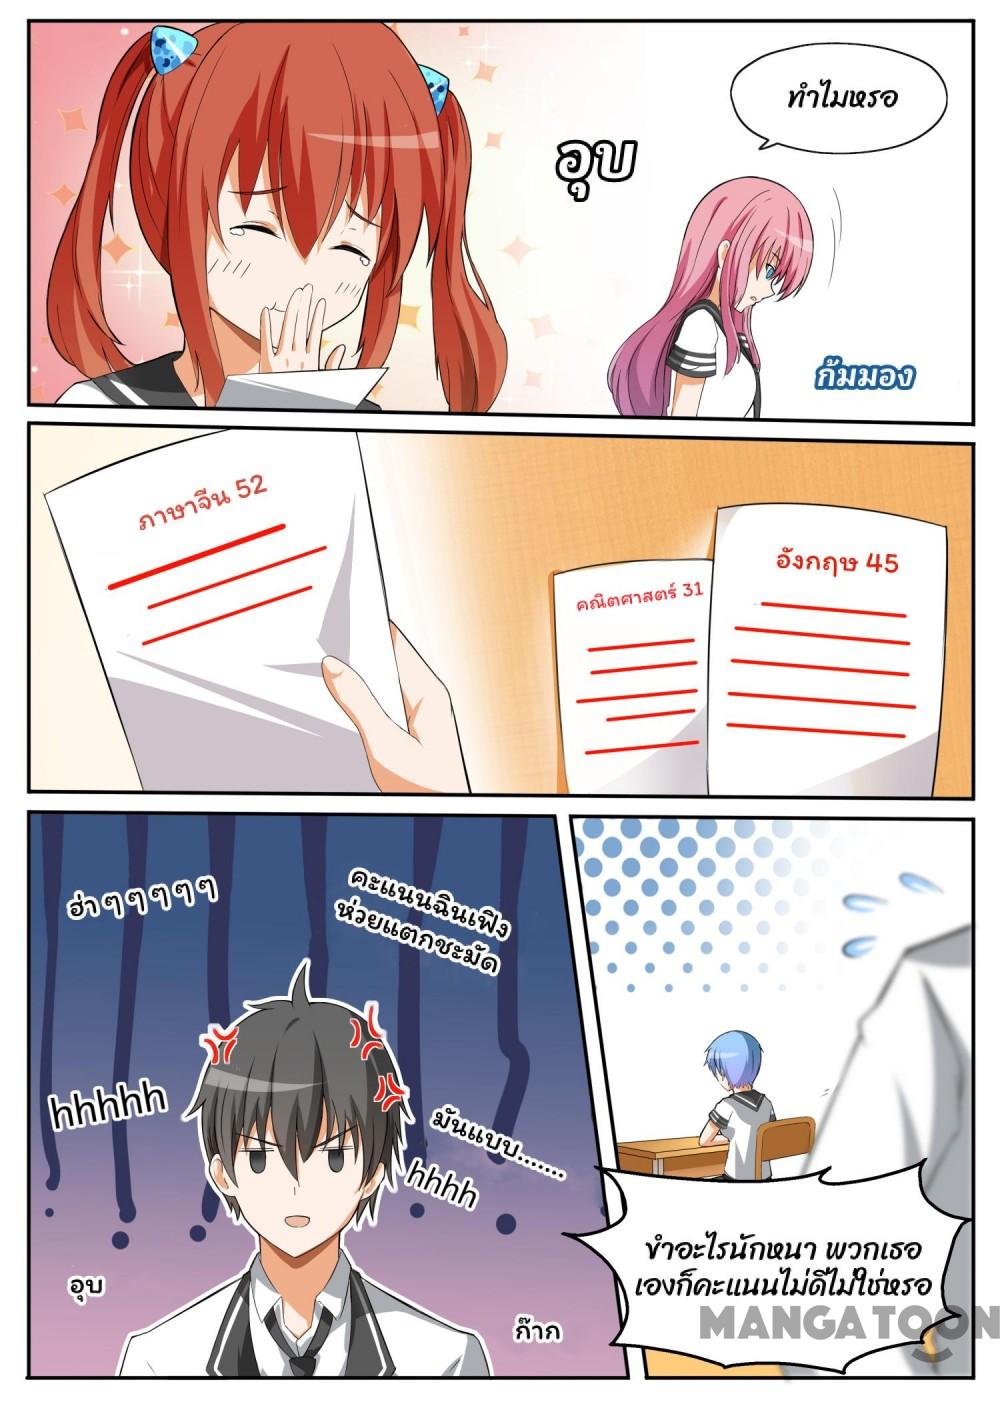 ทำไมหรอ
อุบ
ก้มมอง
ภาษาจีน 52
คณิตศาสตร์ 31
อังกฤษ 45
ฮ่าๆๆๆๆๆ
คะแนนฉันเฟิง
ห่วยแตกชะมัด
hhhhh
มันแบบ.......
hhhh
อุบ
ก๊าก
ขำอะไรนักหนา พวกเธอ
เองก็คะแนนไม่ดีไม่ใช่หรอ
MANGATOON